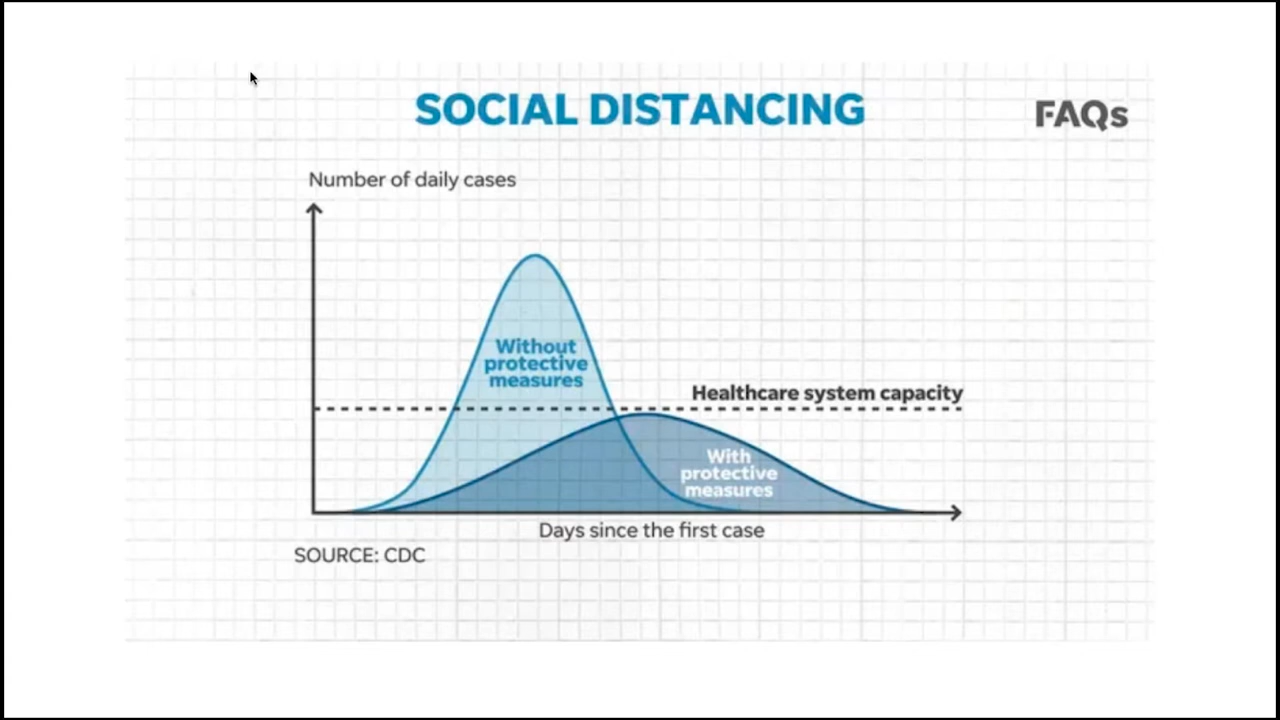 SOCIAL DISTANCING
FAQs
Number of daily cases
Without
protective
measures
Healthcare system capacity
With
protective
measures
Days since the first case
SOURCE: CDC